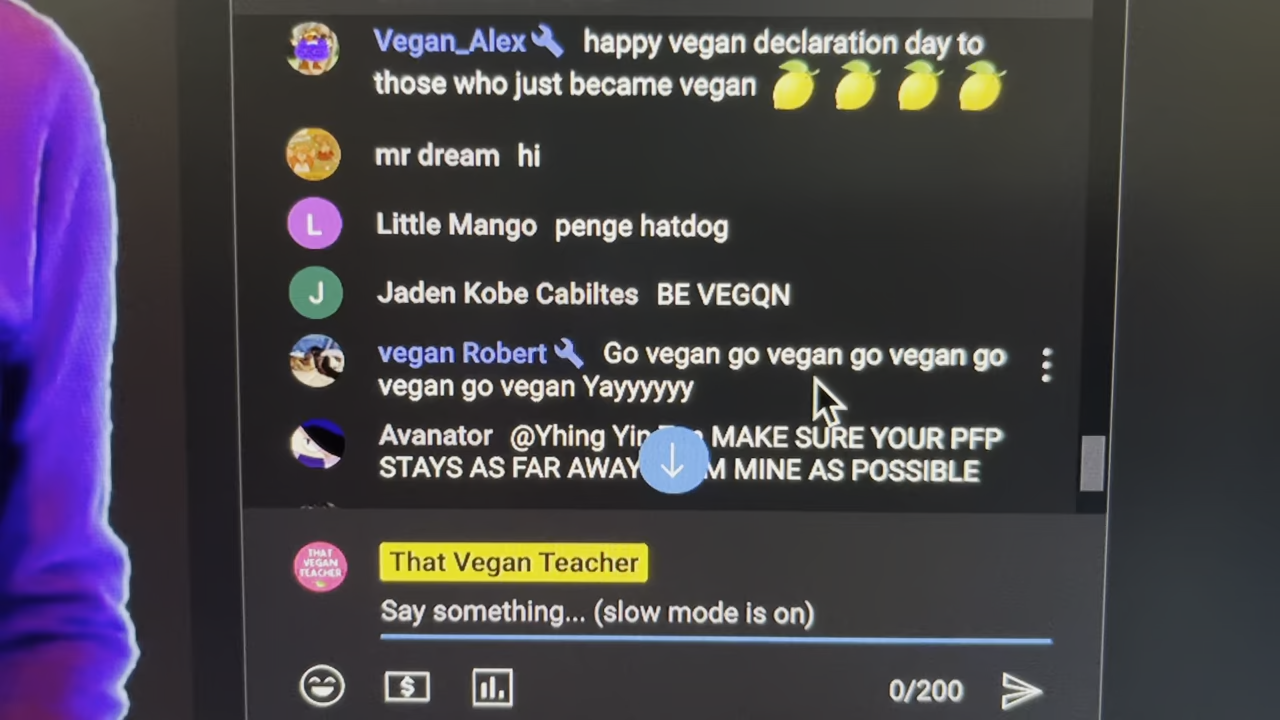 Vegan_Alex happy vegan declaration day to
those who just became vegan
mr dream hi
L Little Mango penge hatdog
J Jaden Kobe Cabiltes BE VEGQN
vegan Robert Go vegan go vegan go vegan go
vegan go vegan Yayyyyyy
Avanator @Yhing Yin MAKE SURE YOUR PFP
STAYS AS FAR AWAY MINE AS POSSIBLE
THAT
VEGAN
TEACHER
That Vegan Teacher
Say something... (slow mode is on)
$
0/200